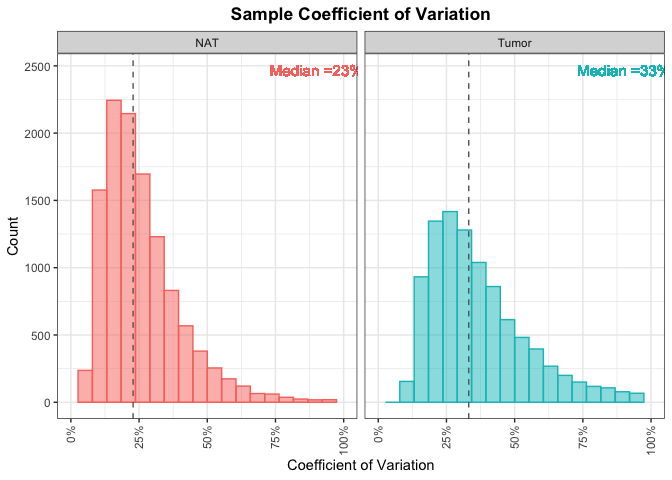 Sample Coefficient of Variation
NAT
Tumor
Median =23%
Median =33%
2500
2000
1500
1000
500
0
Count
0%
25%
50%
75%
100%
0%
25%
50%
75%
100%
Coefficient of Variation